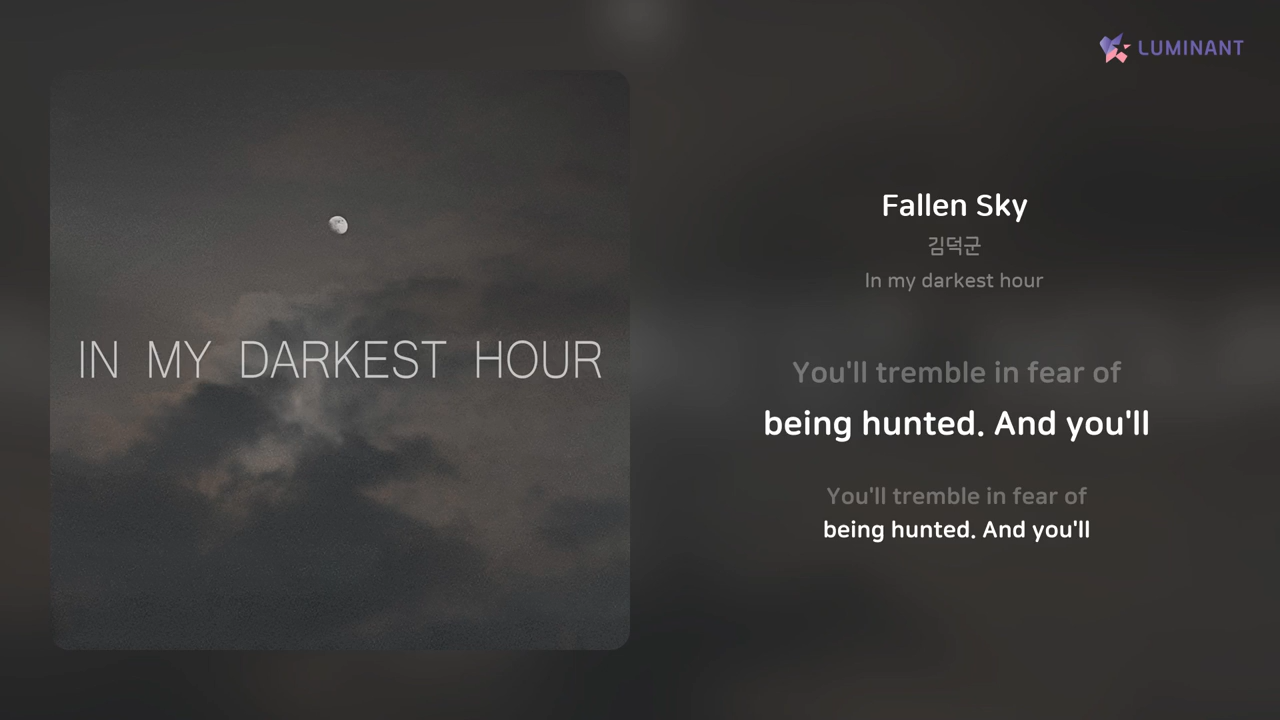 LUMINANT
IN MY DARKEST HOUR
Fallen Sky
김덕군
In my darkest hour
You'll tremble in fear of
being hunted. And you'll
You'll tremble in fear of
being hunted. And you'll